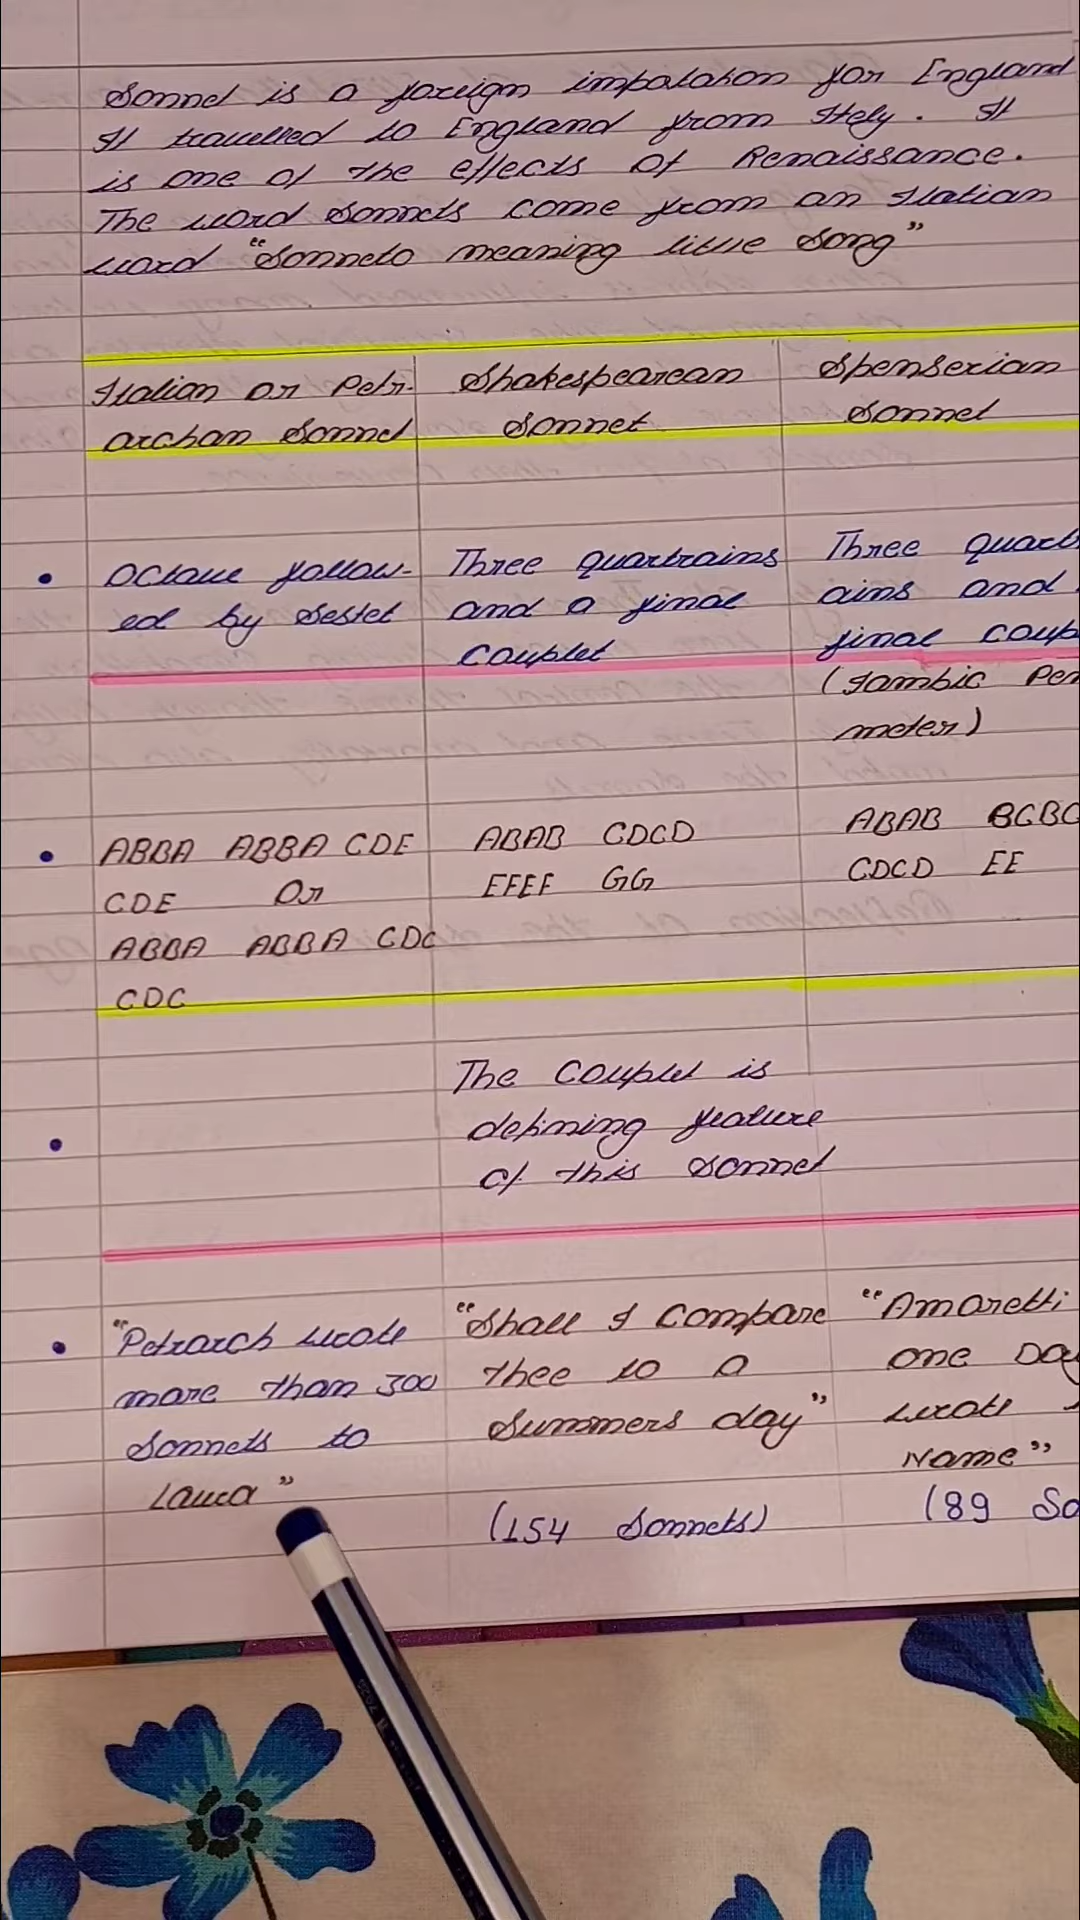 Sonnet is a foreign impotation for England
It travelled to England from Itely. It
is one of the effects of Renaissance.
The word Sonnets come from an Italian
word "Sonneto meaning little Song"
Italian or Petr-
archan Sonnet
Shakespearean
Sonnet
Spenserian
Sonnet
• Octave follow-
ed by Sestet
Three Quartrains
and a final
Couplet
Three Quart
ains and
final Coup
(Iambic Pen
meter)
• ABBA ABBA CDE
CDE Or
ABBA ABBA CDC
CDC
ABAB CDCD
EFEF GG
ABAB BCBC
CDCD EE
•
The Couplet is
defining feature
of this Sonnet
• "Petrarch wrote
more than 300
Sonnets to
Laura"
"Shall I Compare
thee to a
Summers day"
(154 Sonnets)
"Amoretti
one Day
wrote
Name"
(89 So